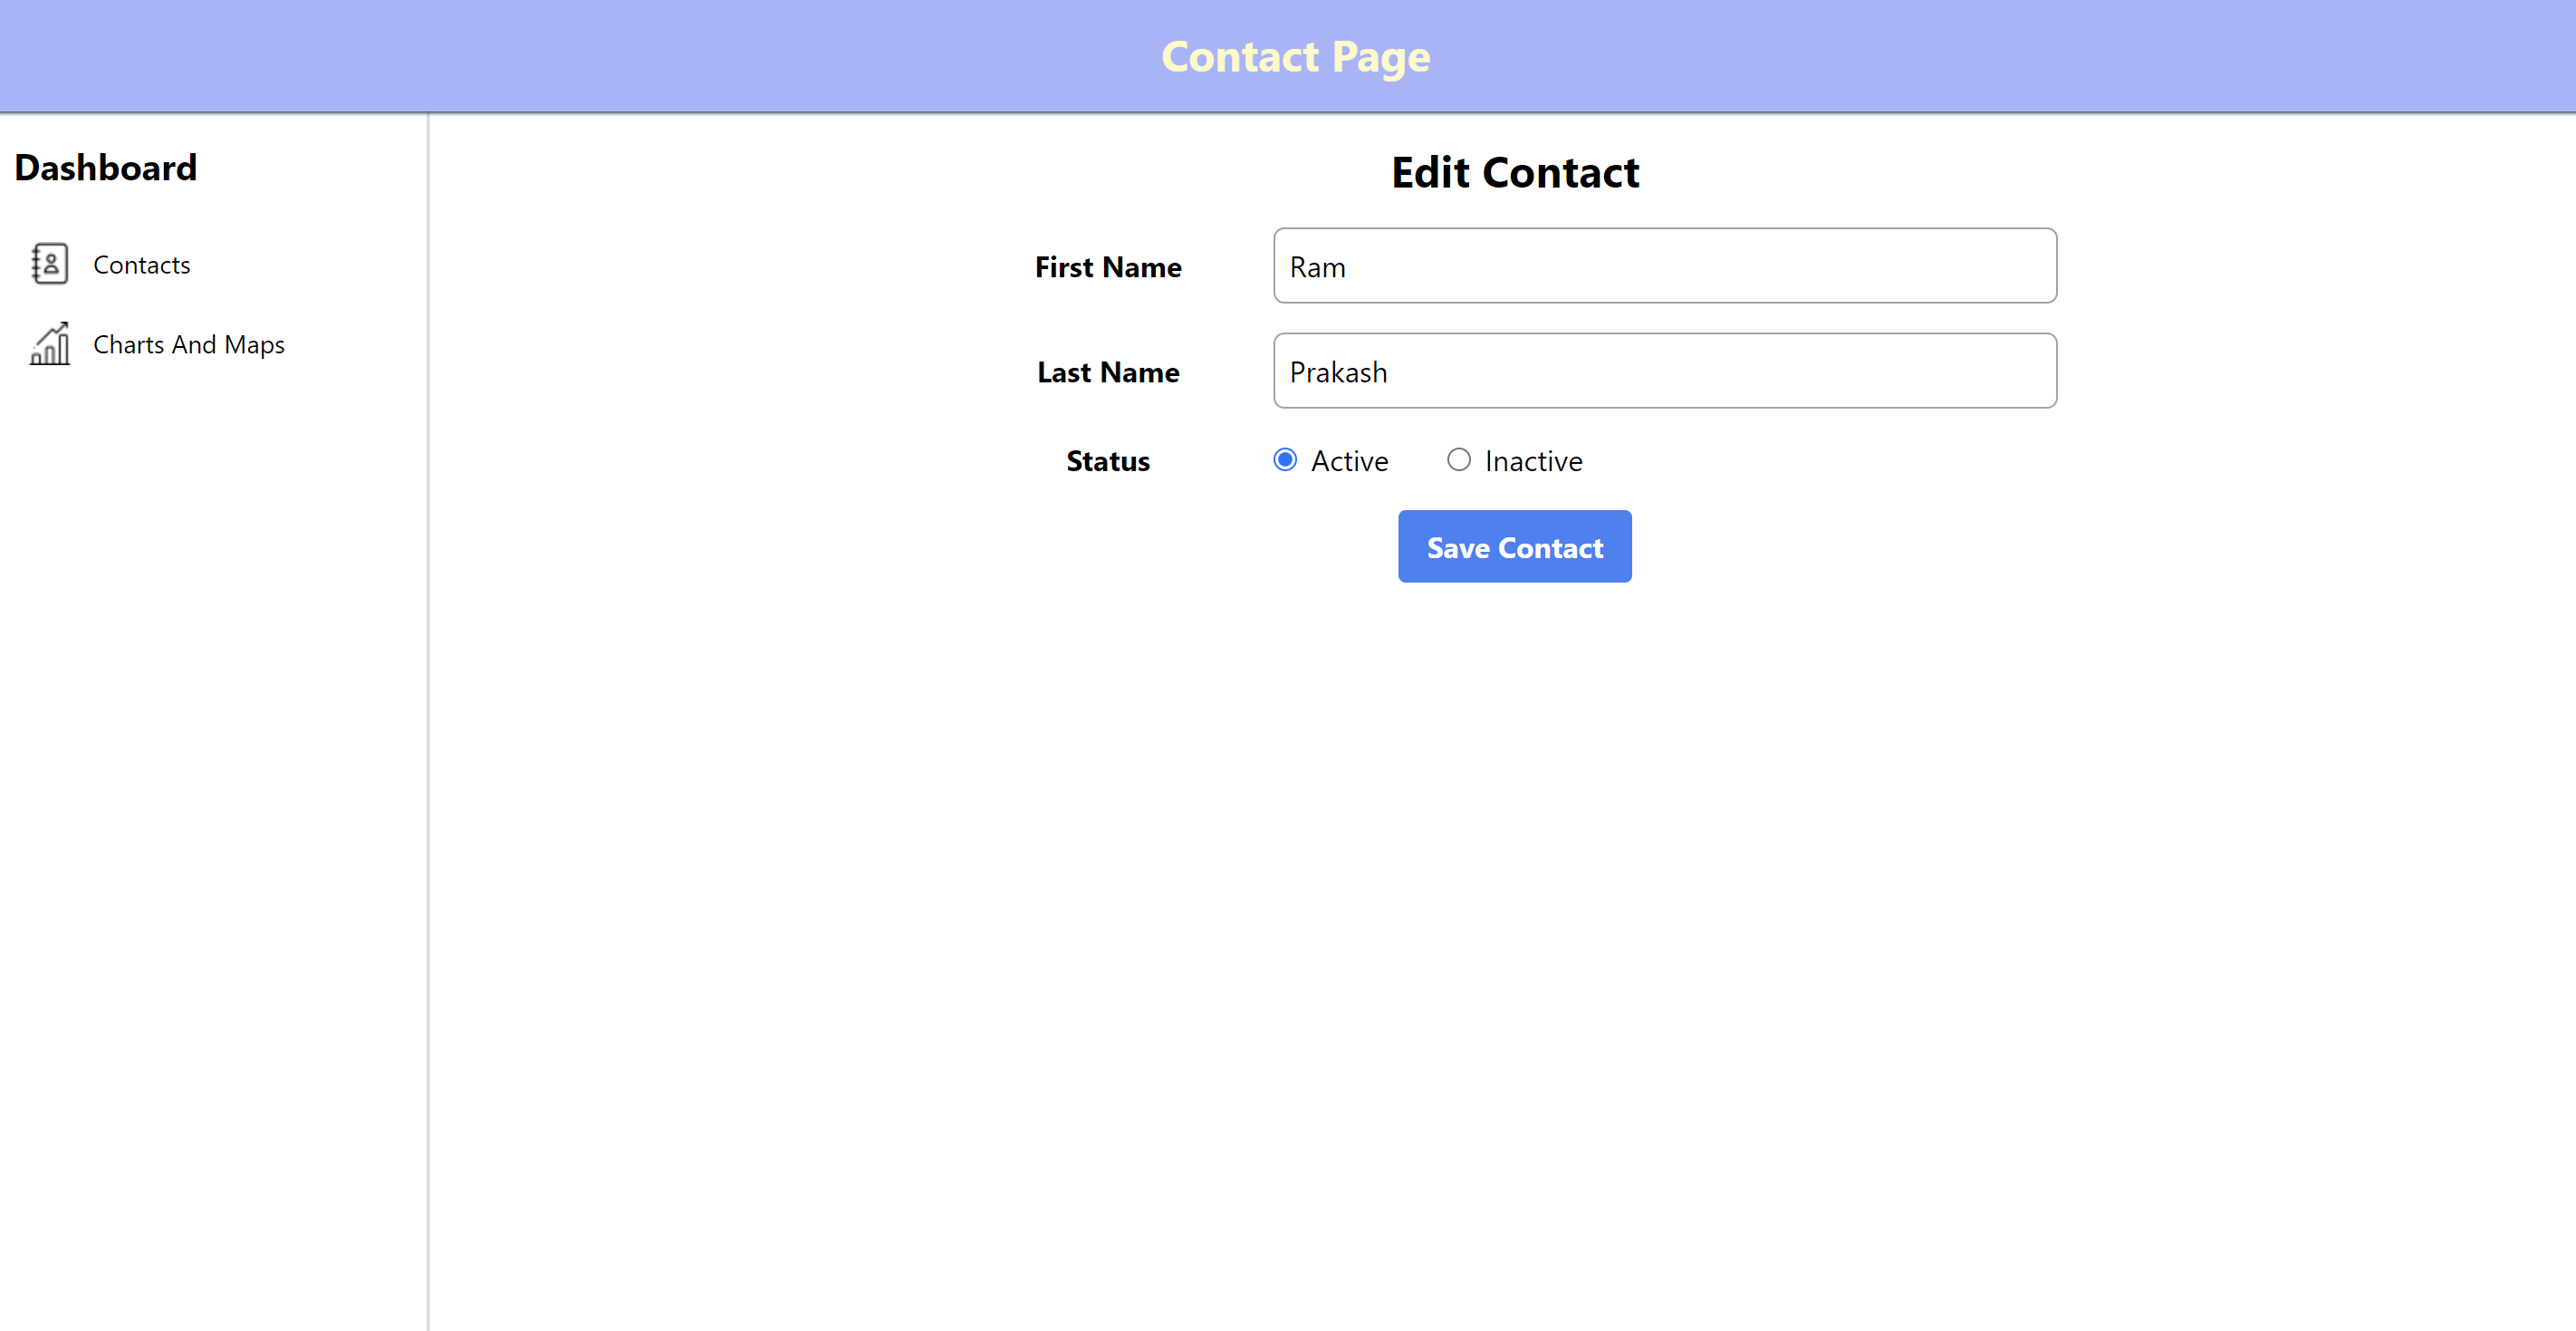 Contact Page
Dashboard
Contacts
Charts And Maps
Edit Contact
First Name
Ram
Last Name
Prakash
Status
Active
Inactive
Save Contact